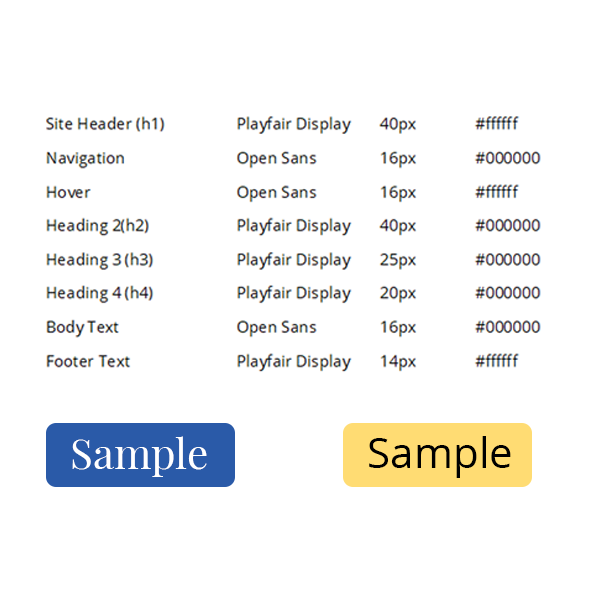 Site Header (h1) Playfair Display 40px #ffffff
Navigation Open Sans 16px #000000
Hover Open Sans 16px #ffffff
Heading 2(h2) Playfair Display 40px #000000
Heading 3 (h3) Playfair Display 25px #000000
Heading 4 (h4) Playfair Display 20px #000000
Body Text Open Sans 16px #000000
Footer Text Playfair Display 14px #ffffff
Sample Sample